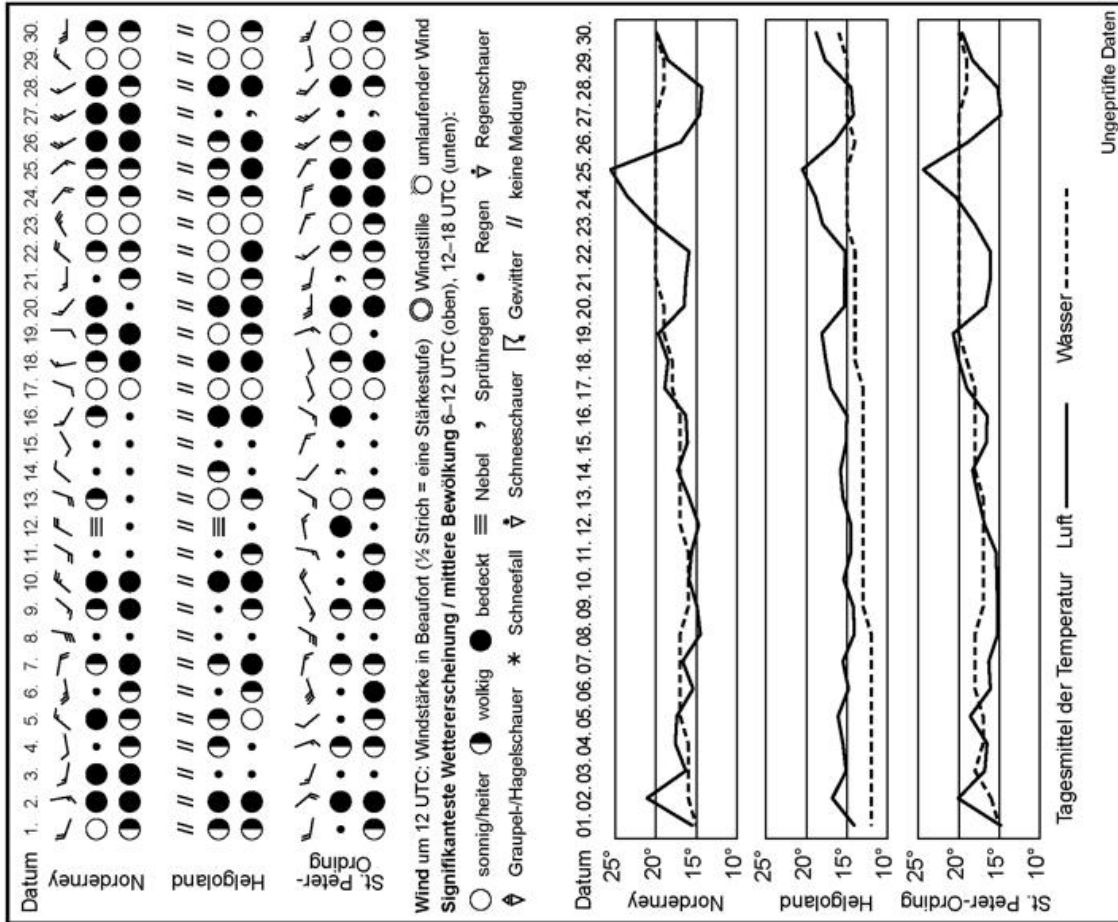 Datum 1. 2. 3. 4. 5. 6. 7. 8. 9. 10. 11. 12. 13. 14. 15. 16. 17. 18. 19. 20. 21. 22. 23. 24. 25. 26. 27. 28. 29. 30.
Norderney
Helgoland
St. Peter-
Ording
Wind um 12 UTC: Windstärke in Beaufort (½ Strich = eine Stärkestufe) Windstille umlaufender Wind
Signifikanteste Wettererscheinung / mittlere Bewölkung 6–12 UTC (oben), 12–18 UTC (unten):
sonnig/heiter wolkig bedeckt Nebel Sprühregen Regen Regenschauer
Graupel-/Hagelschauer Schneefall Schneeschauer Gewitter // keine Meldung
Datum 01. 02. 03. 04. 05. 06. 07. 08. 09. 10. 11. 12. 13. 14. 15. 16. 17. 18. 19. 20. 21. 22. 23. 24. 25. 26. 27. 28. 29. 30.
25°
20°
15°
10°
Norderney
25°
20°
15°
10°
Helgoland
25°
20°
15°
10°
St. Peter-Ording
Tagesmittel der Temperatur Luft Wasser
Ungeprüfte Daten